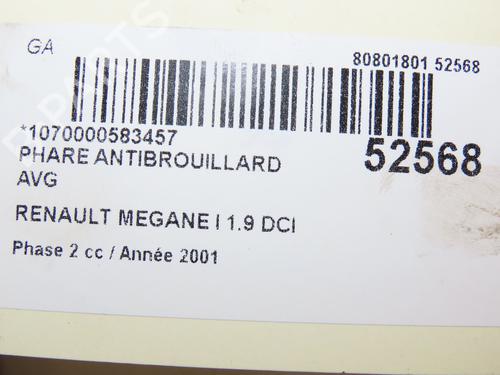 GA
80801801 52568
*1070000583457
52568
PHARE ANTIBROUILLARD
AVG
RENAULT MEGANE I 1.9 DCI
Phase 2 cc / Année 2001